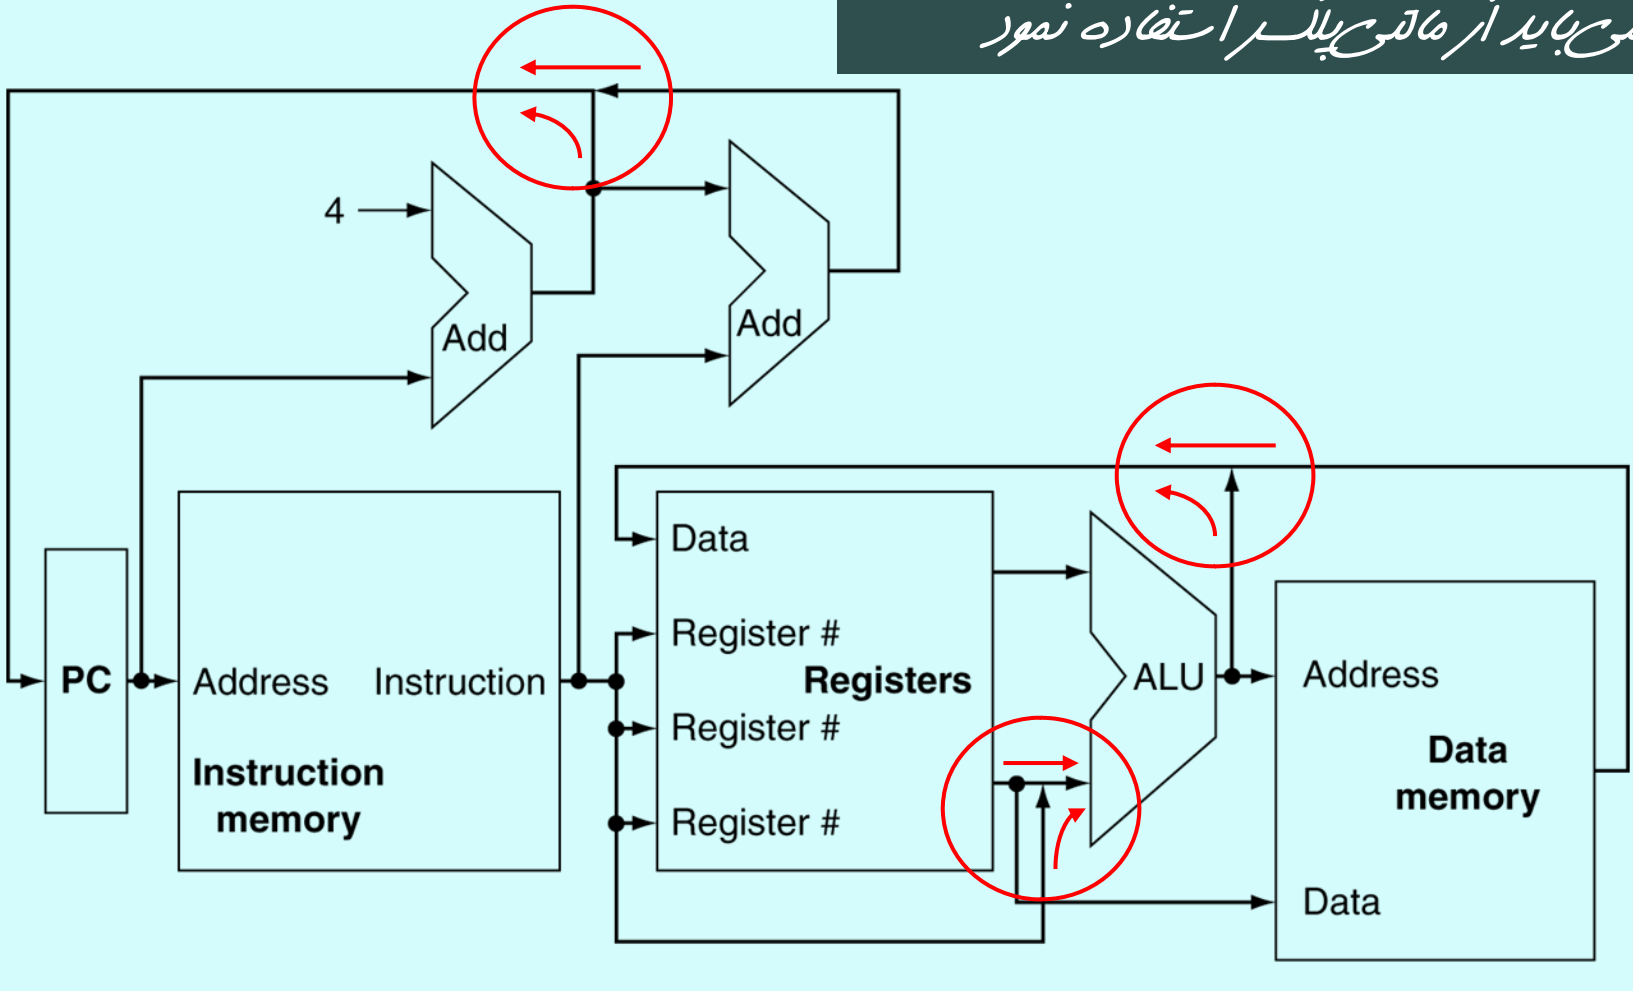 می‌باید از مالتی‌پلکسر استفاده نمود
4
Add
Add
Data
Register #
PC
Address
Instruction
Registers
ALU
Address
Register #
Instruction
memory
Data
memory
Register #
Data